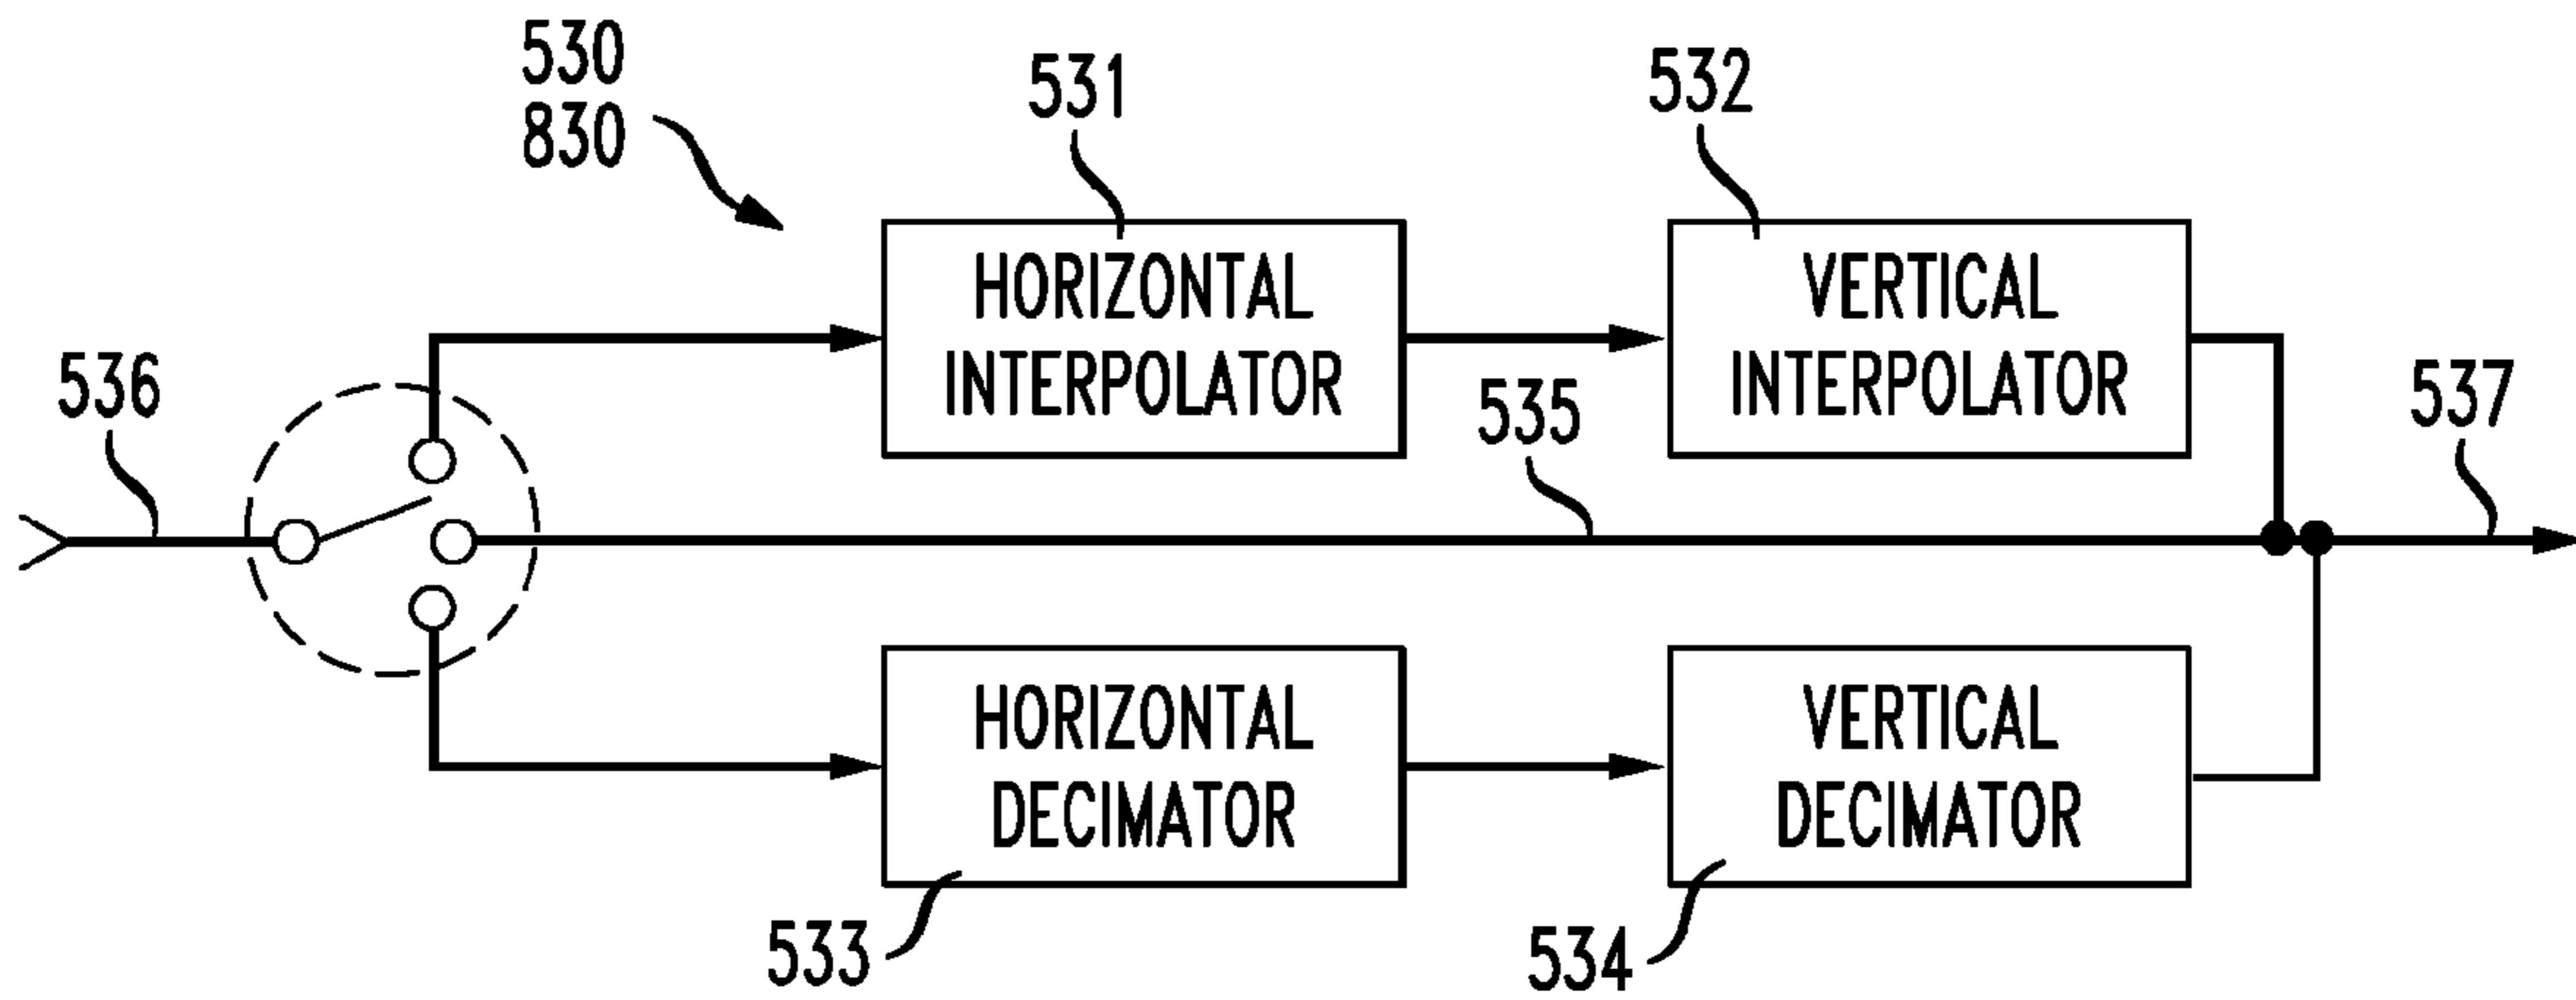 530
830
531
532
HORIZONTAL
INTERPOLATOR
VERTICAL
INTERPOLATOR
536
535
537
HORIZONTAL
DECIMATOR
VERTICAL
DECIMATOR
533
534